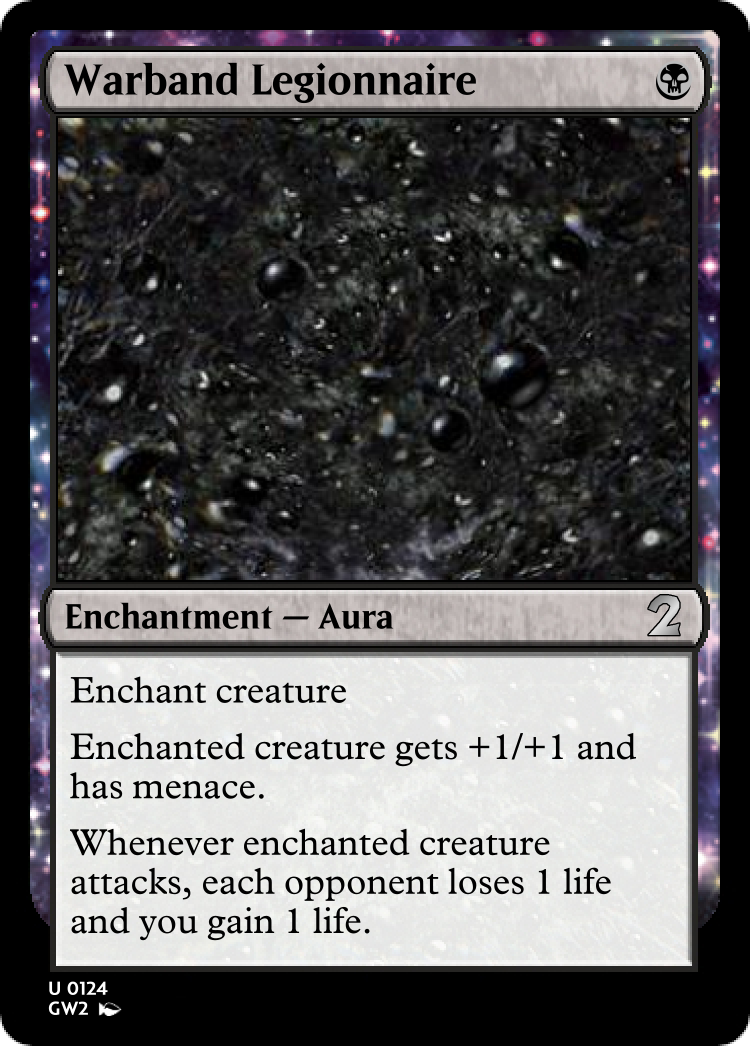 Warband Legionnaire
Enchantment — Aura
2
Enchant creature
Enchanted creature gets +1/+1 and
has menace.
Whenever enchanted creature
attacks, each opponent loses 1 life
and you gain 1 life.
U 0124
GW2